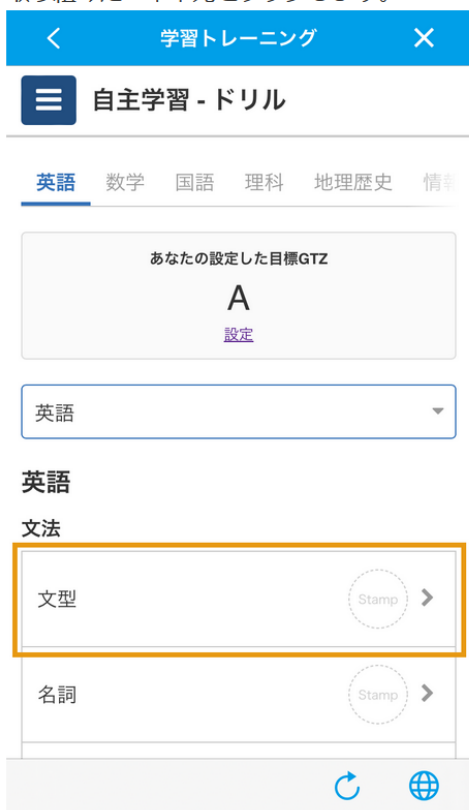 学習トレーニング
自主学習 - ドリル
英語 数学 国語 理科 地理歴史
あなたの設定した目標GTZ
A
設定
英語
英語
文法
文型 Stamp
名詞 Stamp